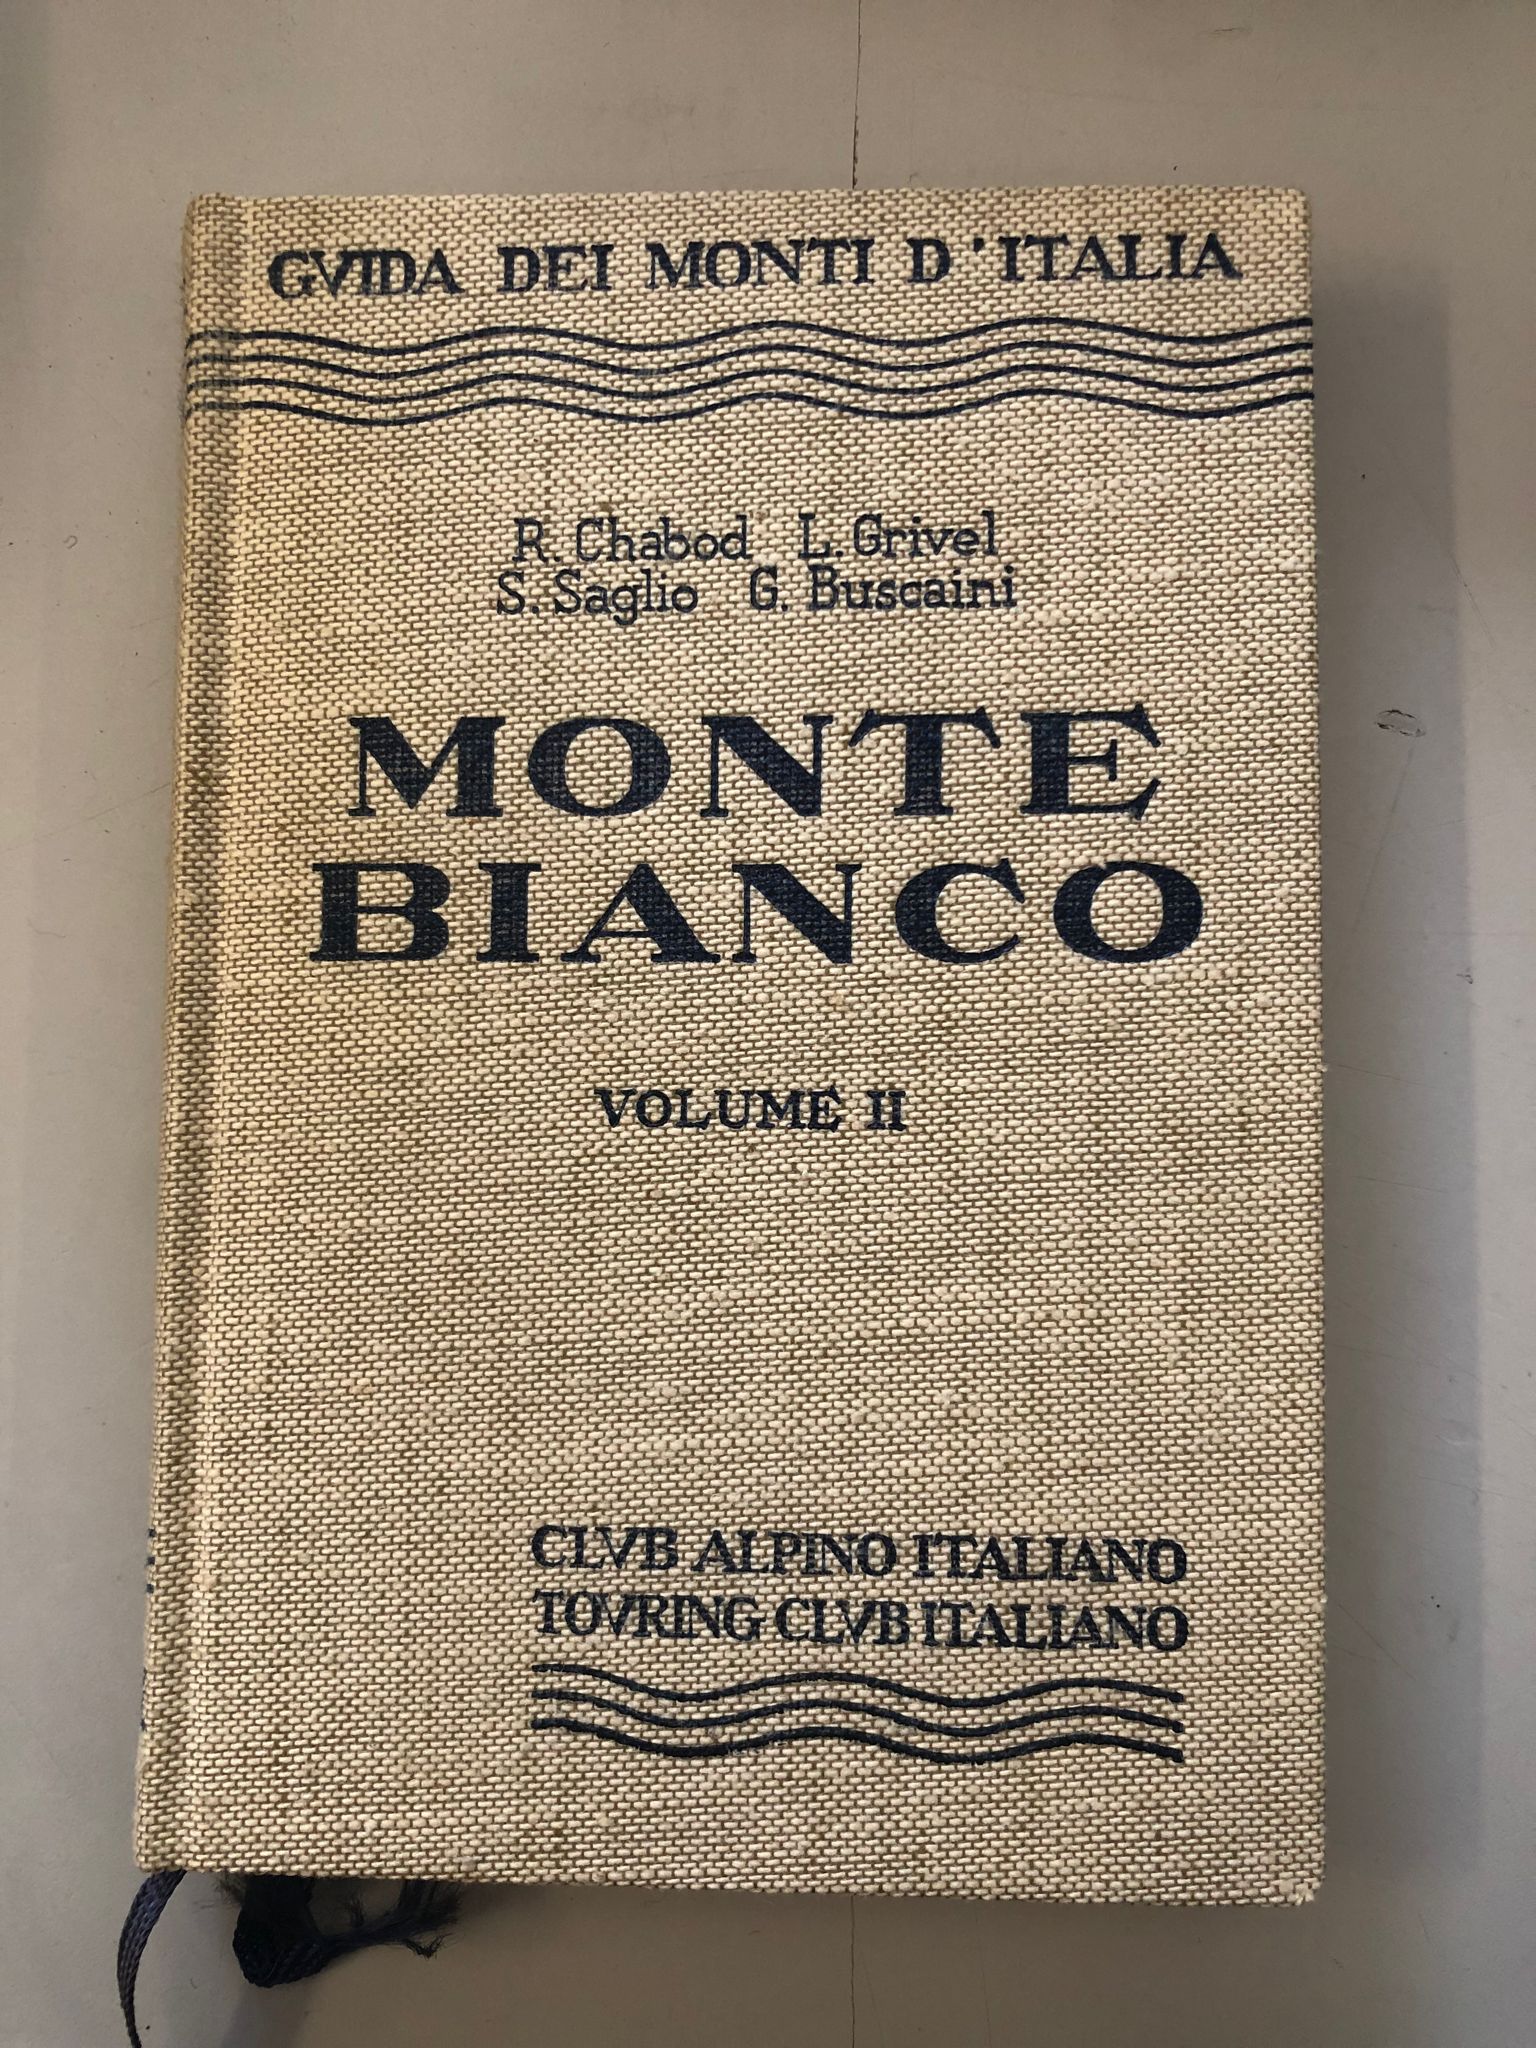 GVIDA DEI MONTI D'ITALIA
R. Chabod L. Grivel
S. Saglio G. Buscaini
MONTE
BIANCO
VOLUME II
CLVB ALPINO ITALIANO
TOVRING CLVB ITALIANO